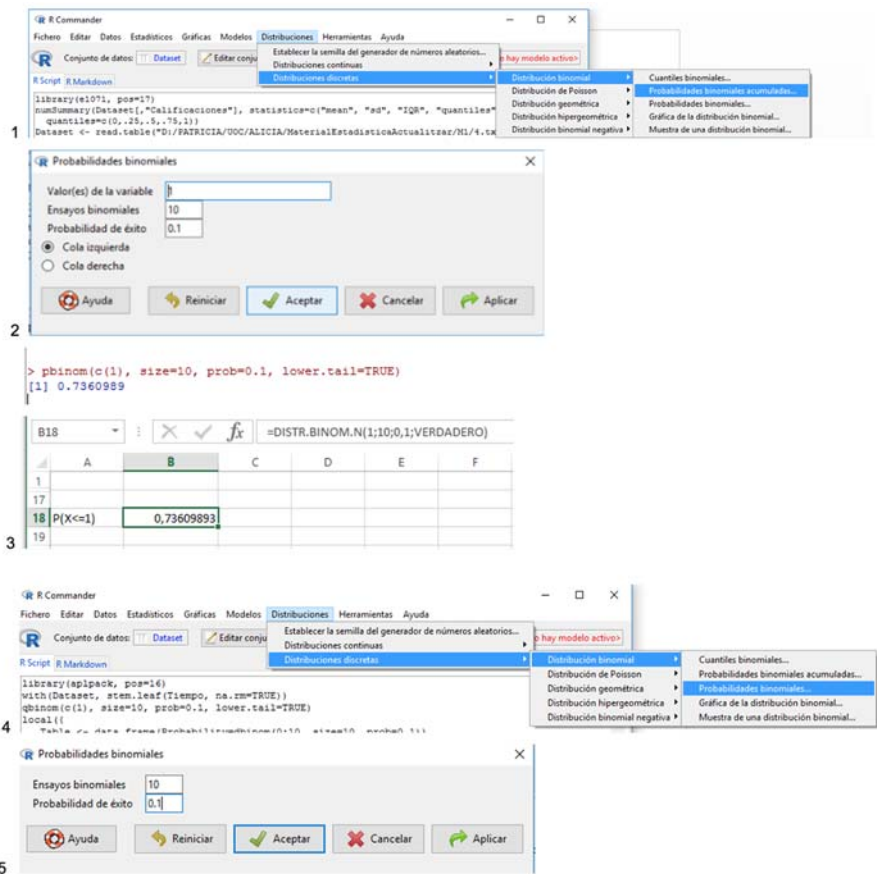 R Commander
Fichero Editar Datos Estadísticos Gráficas Modelos Distribuciones Herramientas Ayuda
Conjunto de datos: Dataset Editar conju
Establecer la semilla del generador de números aleatorios...
Distribuciones continuas
Distribuciones discretas
hay modelo activo>
Distribución binomial
Distribución de Poisson
Distribución geométrica
Distribución hipergeométrica
Distribución binomial negativa
Cuantiles binomiales...
Probabilidades binomiales acumuladas...
Probabilidades binomiales...
Gráfica de la distribución binomial...
Muestra de una distribución binomial...
R Script R Markdown
library(e1071, pos=17)
numSummary(Dataset[,"Calificaciones"], statistics=c("mean", "sd", "IQR", "quantiles"
quantiles=c(0,.25,.5,.75,1))
Dataset <- read.table("D:/PATRICIA/UOC/ALICIA/MaterialEstadisticaActualitzar/M1/4.tx
1
Probabilidades binomiales
Valor(es) de la variable 1
Ensayos binomiales 10
Probabilidad de éxito 0.1
Cola izquierda
Cola derecha
Ayuda Reiniciar Aceptar Cancelar Aplicar
2
> pbinom(c(1), size=10, prob=0.1, lower.tail=TRUE)
[1] 0.7360989
B18 fx =DISTR.BINOM.N(1;10;0,1;VERDADERO)
A B C D E F
1
17
18 P(X<=1) 0,73609893
19
3
R Commander
Fichero Editar Datos Estadísticos Gráficas Modelos Distribuciones Herramientas Ayuda
Conjunto de datos: Dataset Editar conju
Establecer la semilla del generador de números aleatorios...
Distribuciones continuas
Distribuciones discretas
o hay modelo activo>
Distribución binomial
Distribución de Poisson
Distribución geométrica
Distribución hipergeométrica
Distribución binomial negativa
Cuantiles binomiales...
Probabilidades binomiales acumuladas...
Probabilidades binomiales...
Gráfica de la distribución binomial...
Muestra de una distribución binomial...
R Script R Markdown
library(aplpack, pos=16)
with(Dataset, stem.leaf(Tiempo, na.rm=TRUE))
qbinom(c(1), size=10, prob=0.1, lower.tail=TRUE)
local({
4
Probabilidades binomiales
Ensayos binomiales 10
Probabilidad de éxito 0.1
Ayuda Reiniciar Aceptar Cancelar Aplicar
5